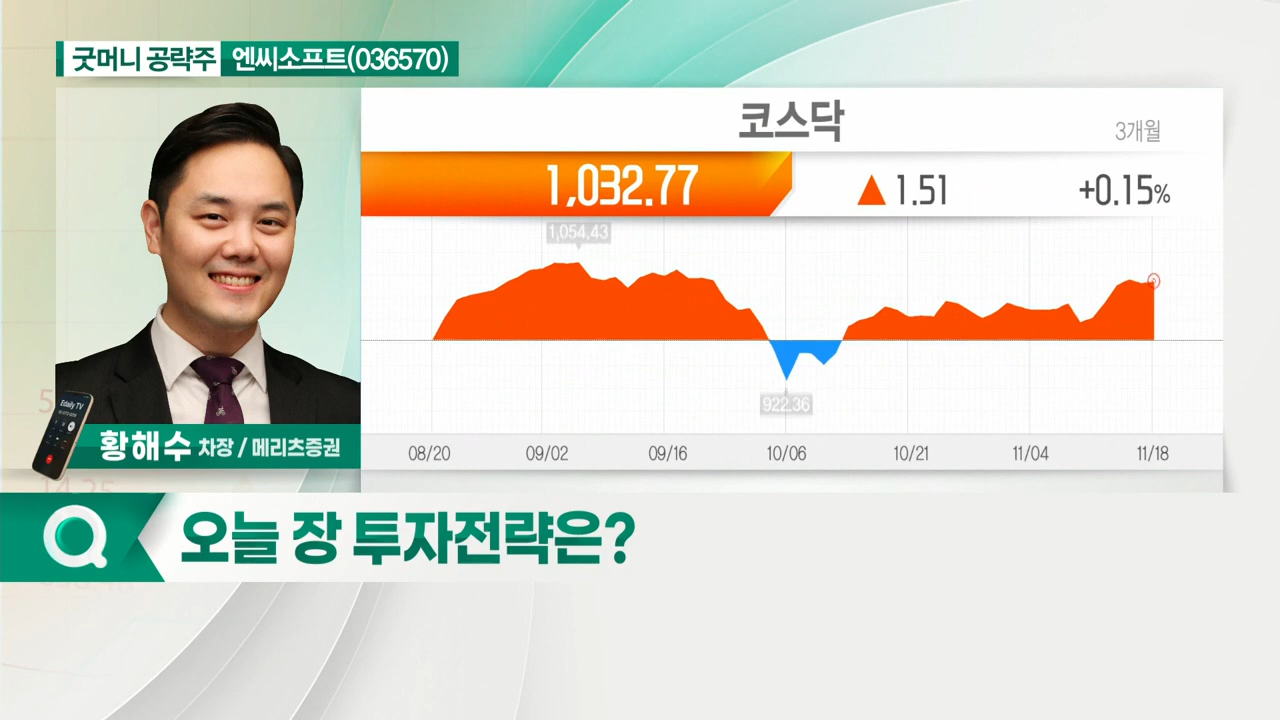 굿머니 공략주 엔씨소프트(036570)
코스닥
3개월
1,032.77 ▲ 1.51 +0.15%
1,054.43
922.36
08/20 09/02 09/16 10/06 10/21 11/04 11/18
Edaily TV
황해수 차장 / 메리츠증권
Q 오늘 장 투자전략은?